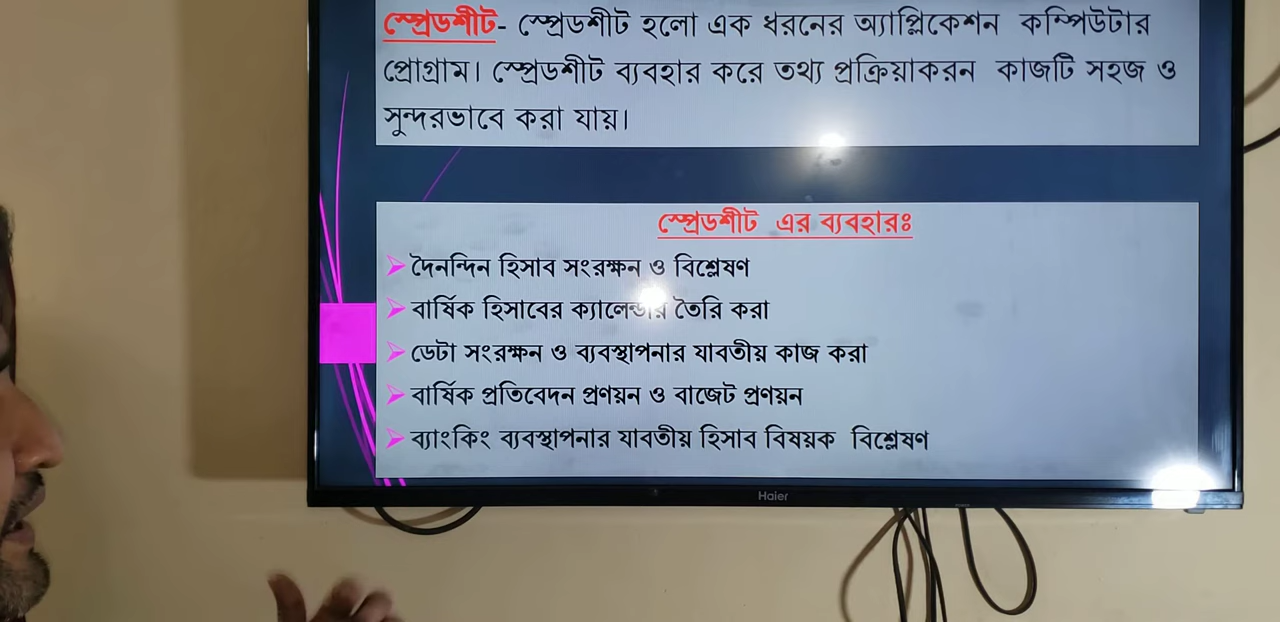 স্প্রেডশীট- স্প্রেডশীট হলো এক ধরনের অ্যাপ্লিকেশন কম্পিউটার
প্রোগ্রাম। স্প্রেডশীট ব্যবহার করে তথ্য প্রক্রিয়াকরন কাজটি সহজ ও
সুন্দরভাবে করা যায়।
স্প্রেডশীট এর ব্যবহারঃ
দৈনন্দিন হিসাব সংরক্ষন ও বিশ্লেষণ
বার্ষিক হিসাবের ক্যালেন্ডার তৈরি করা
ডেটা সংরক্ষন ও ব্যবস্থাপনার যাবতীয় কাজ করা
বার্ষিক প্রতিবেদন প্রণয়ন ও বাজেট প্রণয়ন
ব্যাংকিং ব্যবস্থাপনার যাবতীয় হিসাব বিষয়ক বিশ্লেষণ
Haier